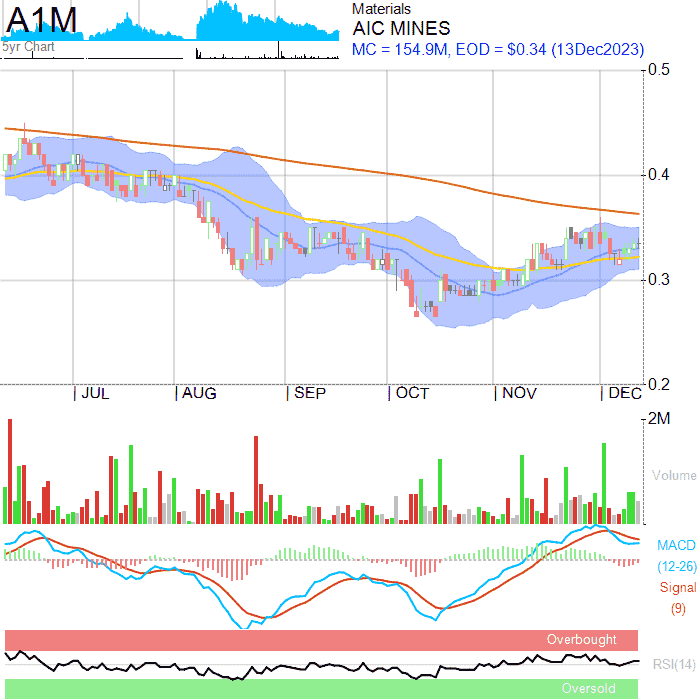 A1M
5yr Chart
Materials
AIC MINES
MC = 154.9M, EOD = $0.34 (13Dec2023)
0.5
0.4
0.3
0.2
JUL AUG SEP OCT NOV DEC
2M
Volume
MACD
(12-26)
Signal
(9)
Overbought
RSI(14)
Oversold